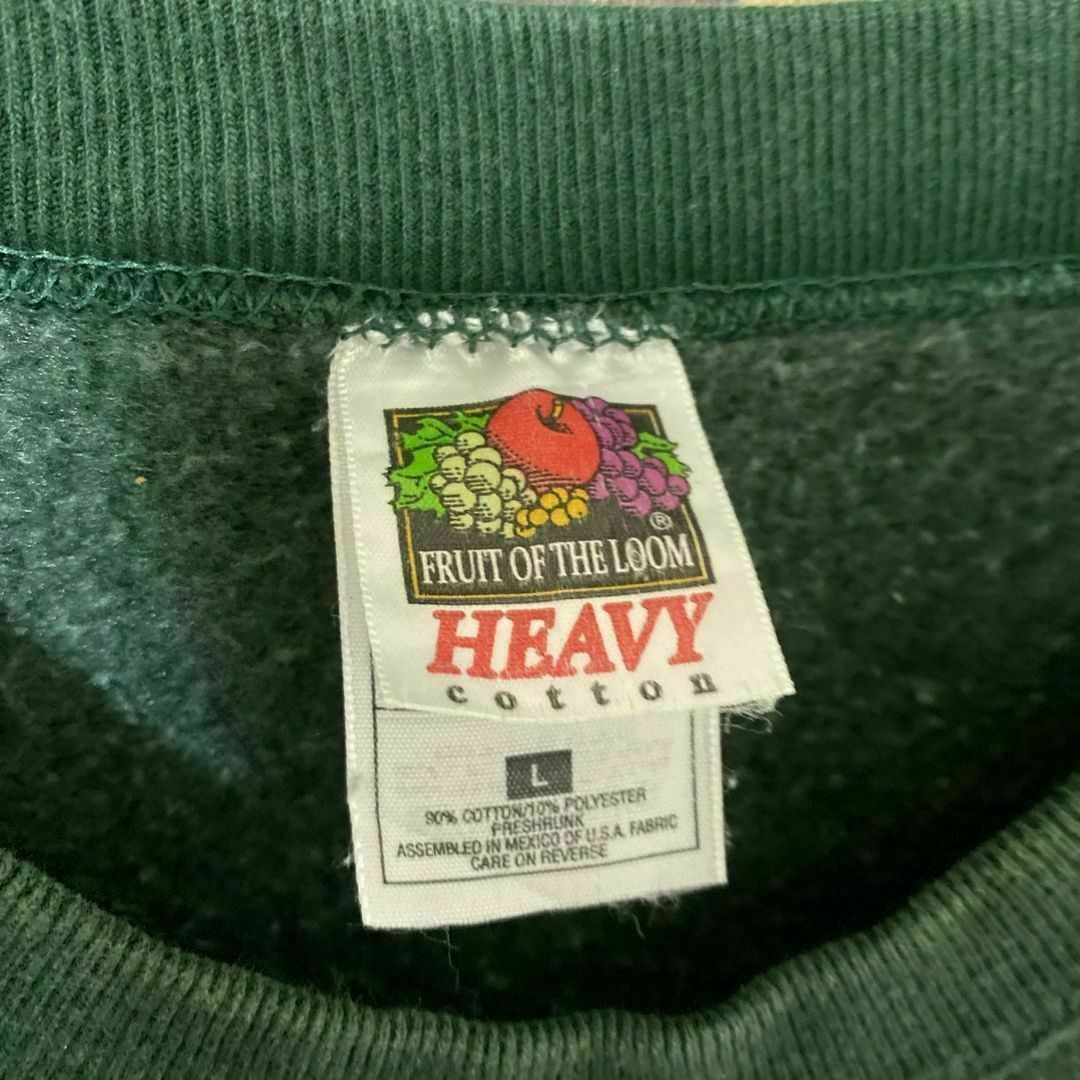 ®
FRUIT OF THE LOOM
HEAVY
cotton
L
90% COTTON/10% POLYESTER
PRESHRUNK
ASSEMBLED IN MEXICO OF U.S.A. FABRIC
CARE ON REVERSE